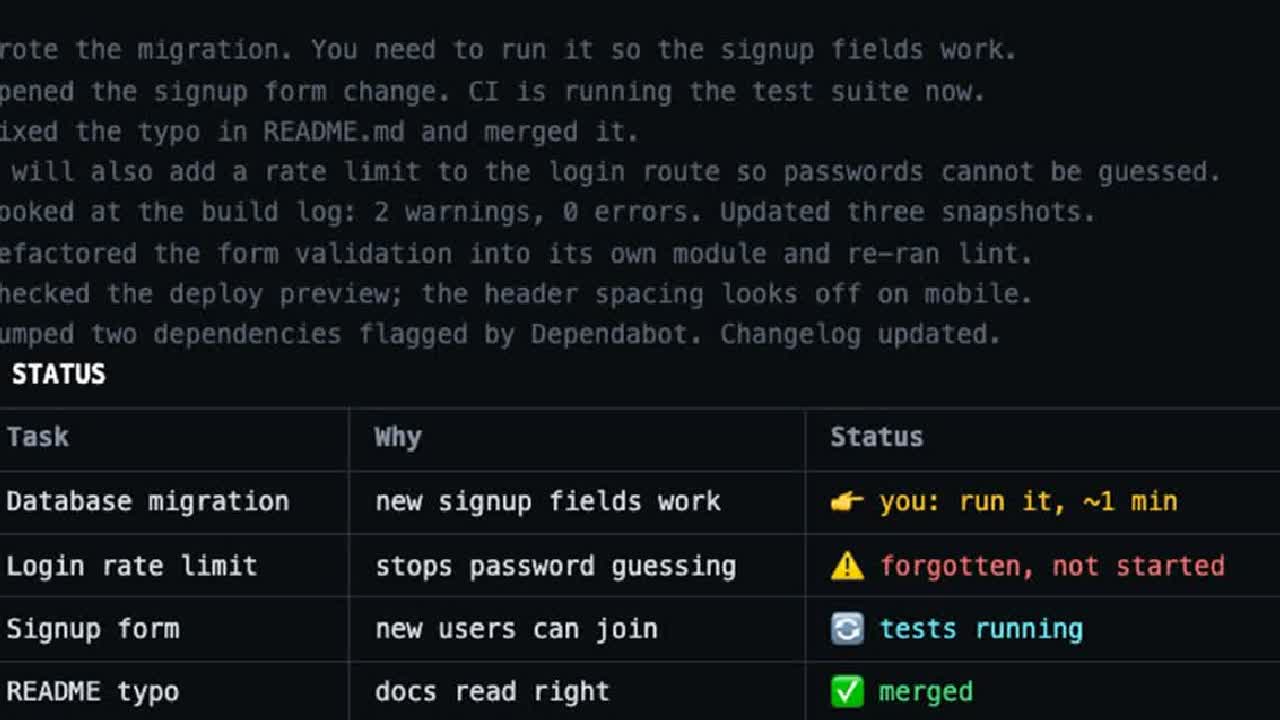 rote the migration. You need to run it so the signup fields work.
pened the signup form change. CI is running the test suite now.
ixed the typo in README.md and merged it.
will also add a rate limit to the login route so passwords cannot be guessed.
ooked at the build log: 2 warnings, 0 errors. Updated three snapshots.
efactored the form validation into its own module and re-ran lint.
hecked the deploy preview; the header spacing looks off on mobile.
umped two dependencies flagged by Dependabot. Changelog updated.
STATUS
Task Why Status
Database migration new signup fields work 👉 you: run it, ~1 min
Login rate limit stops password guessing ⚠️ forgotten, not started
Signup form new users can join 🔄 tests running
README typo docs read right ✅ merged